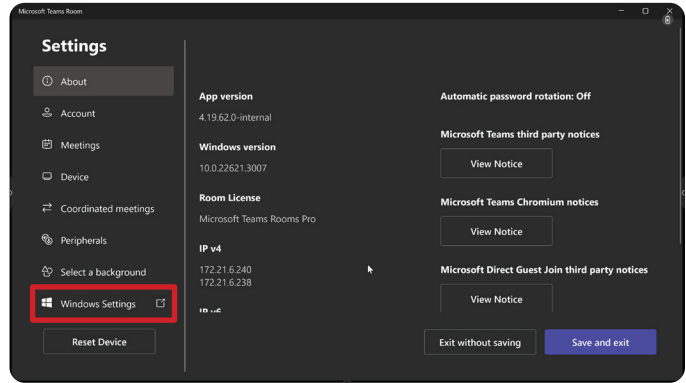 Microsoft Teams Room
Settings
About
Account
Meetings
Device
Coordinated meetings
Peripherals
Select a background
Windows Settings
Reset Device
App version
4.19.62.0-internal
Windows version
10.0.22621.3007
Room License
Microsoft Teams Rooms Pro
IP v4
172.21.6.240
172.21.6.238
IP v6
Automatic password rotation: Off
Microsoft Teams third party notices
View Notice
Microsoft Teams Chromium notices
View Notice
Microsoft Direct Guest Join third party notices
View Notice
Exit without saving
Save and exit